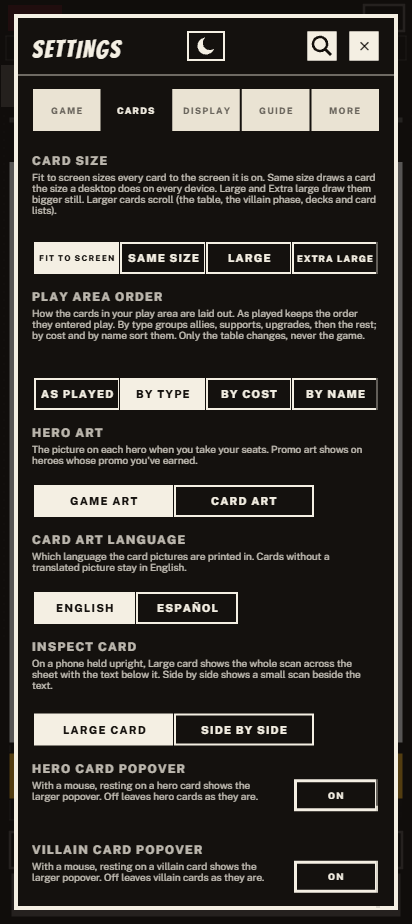 SETTINGS
×
GAME
CARDS
DISPLAY
GUIDE
MORE
CARD SIZE
Fit to screen sizes every card to the screen it is on. Same size draws a card
the size a desktop does on every device. Large and Extra large draw them
bigger still. Larger cards scroll (the table, the villain phase, decks and card
lists).
FIT TO SCREEN
SAME SIZE
LARGE
EXTRA LARGE
PLAY AREA ORDER
How the cards in your play area are laid out. As played keeps the order
they entered play. By type groups allies, supports, upgrades, then the rest;
by cost and by name sort them. Only the table changes, never the game.
AS PLAYED
BY TYPE
BY COST
BY NAME
HERO ART
The picture on each hero when you take your seats. Promo art shows on
heroes whose promo you've earned.
GAME ART
CARD ART
CARD ART LANGUAGE
Which language the card pictures are printed in. Cards without a
translated picture stay in English.
ENGLISH
ESPAÑOL
INSPECT CARD
On a phone held upright, Large card shows the whole scan across the
sheet with the text below it. Side by side shows a small scan beside the
text.
LARGE CARD
SIDE BY SIDE
HERO CARD POPOVER
With a mouse, resting on a hero card shows the
larger popover. Off leaves hero cards as they are.
ON
VILLAIN CARD POPOVER
With a mouse, resting on a villain card shows the
larger popover. Off leaves villain cards as they are.
ON